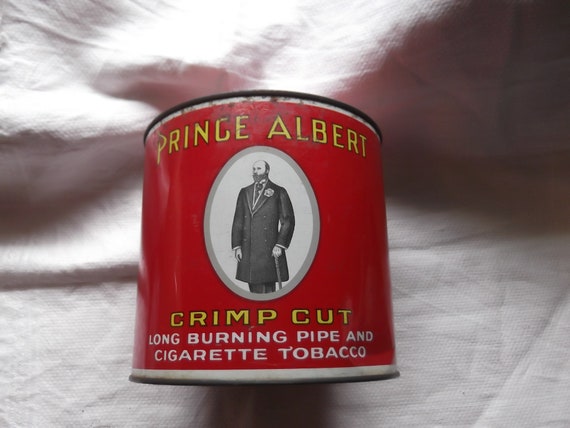 PRINCE ALBERT
CRIMP CUT
LONG BURNING PIPE AND
CIGARETTE TOBACCO